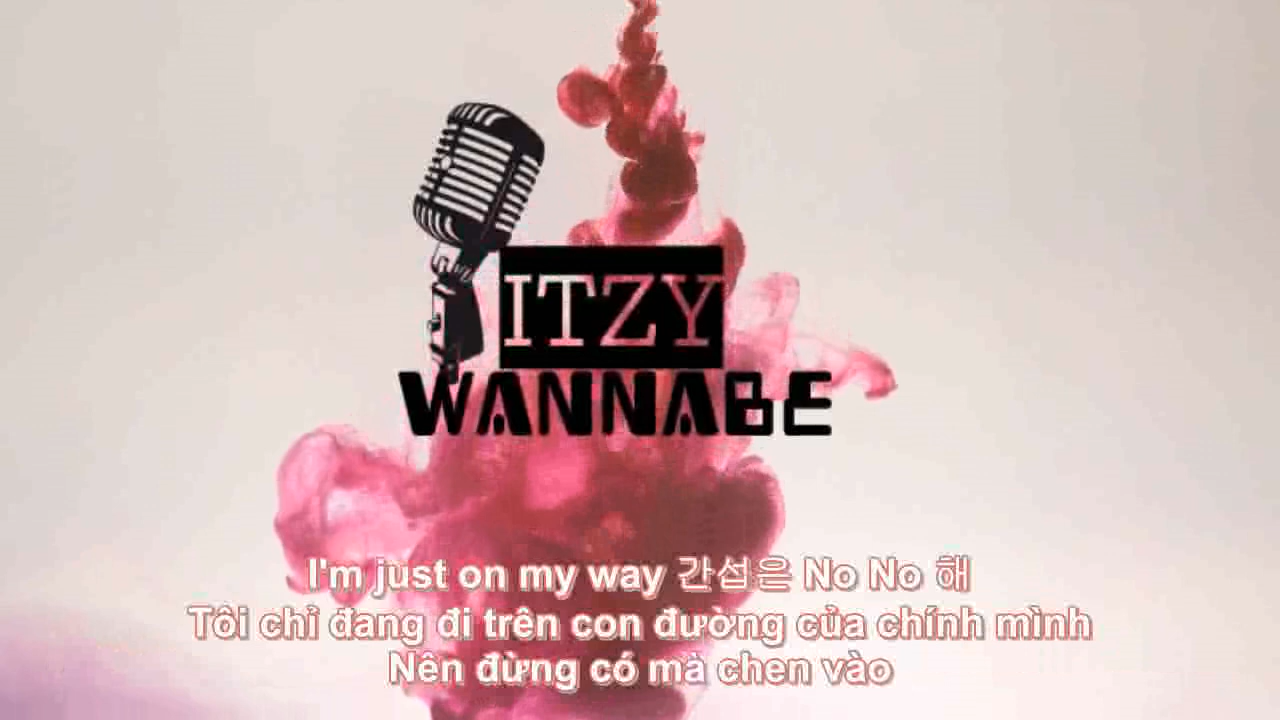 ITZY
WANNABE
I'm just on my way 간섭은 No No 해
Tôi chỉ đang đi trên con đường của chính mình
Nên đừng có mà chen vào